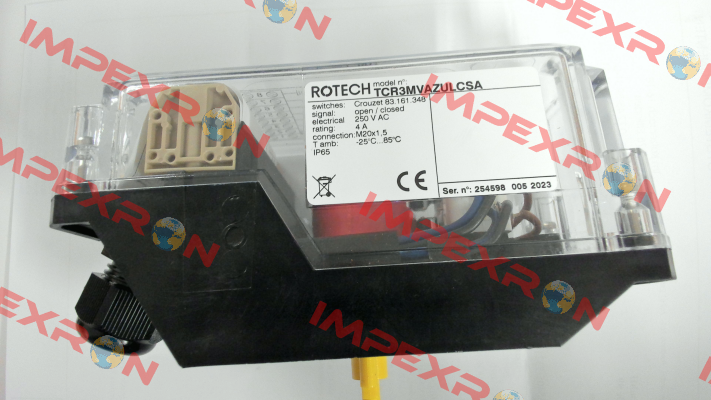 ROTECH model n°:
TCR3MVAZULCSA
switches: Crouzet 83.161.348
signal: open / closed
electrical 250 V AC
rating: 4 A
connection: M20x1,5
T amb: -25°C...85°C
IP65
CE
Ser. n°: 254598 005 2023
IMPEXRON
IMPEXRON
IMPEXRON
IMPEXRON
IMPEXRON
IMPEXRON
IMPEXRON
IMPEXRON
IMPEXRON